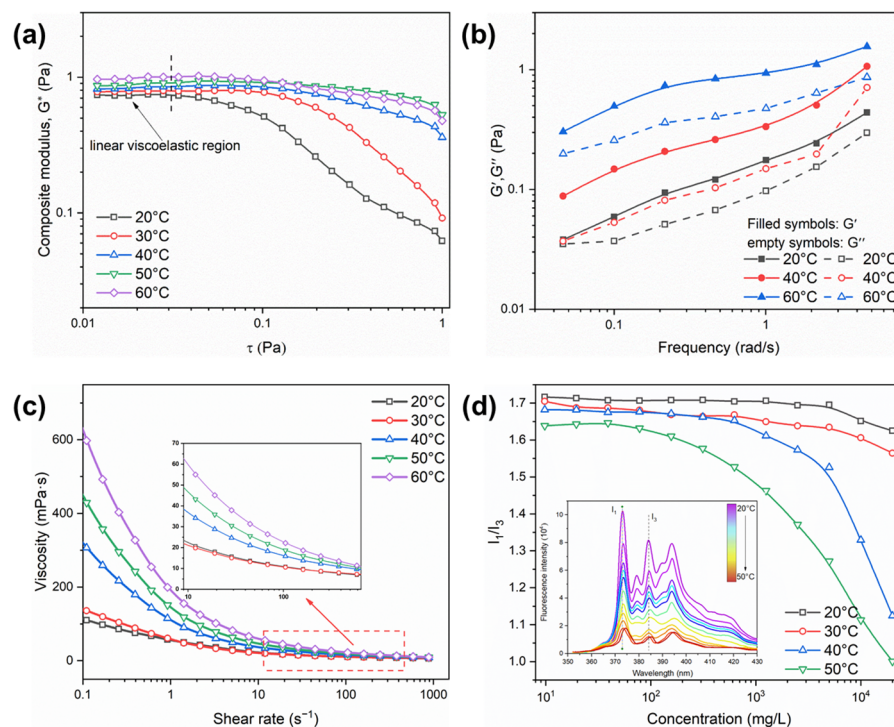 (a)
Composite modulus, G* (Pa)
1
0.1
linear viscoelastic region
20°C
30°C
40°C
50°C
60°C
0.01
0.1
1
τ (Pa)
(b)
G′,G′′ (Pa)
1
0.1
0.01
Filled symbols: G′
empty symbols: G′′
20°C 20°C
40°C 40°C
60°C 60°C
0.1
1
Frequency (rad/s)
(c)
Viscosity (mPa·s)
600
400
200
0
20°C
30°C
40°C
50°C
60°C
70
60
50
40
30
20
10
0
10
100
0.1
1
10
100
1000
Shear rate (s⁻¹)
(d)
I₁/I₃
1.7
1.6
1.5
1.4
1.3
1.2
1.1
1.0
Fluorescence intensity (10⁴)
10
8
6
4
2
0
I₁
I₃
20°C
50°C
350 360 370 380 390 400 410 420 430
Wavelength (nm)
20°C
30°C
40°C
50°C
10¹
10²
10³
10⁴
Concentration (mg/L)